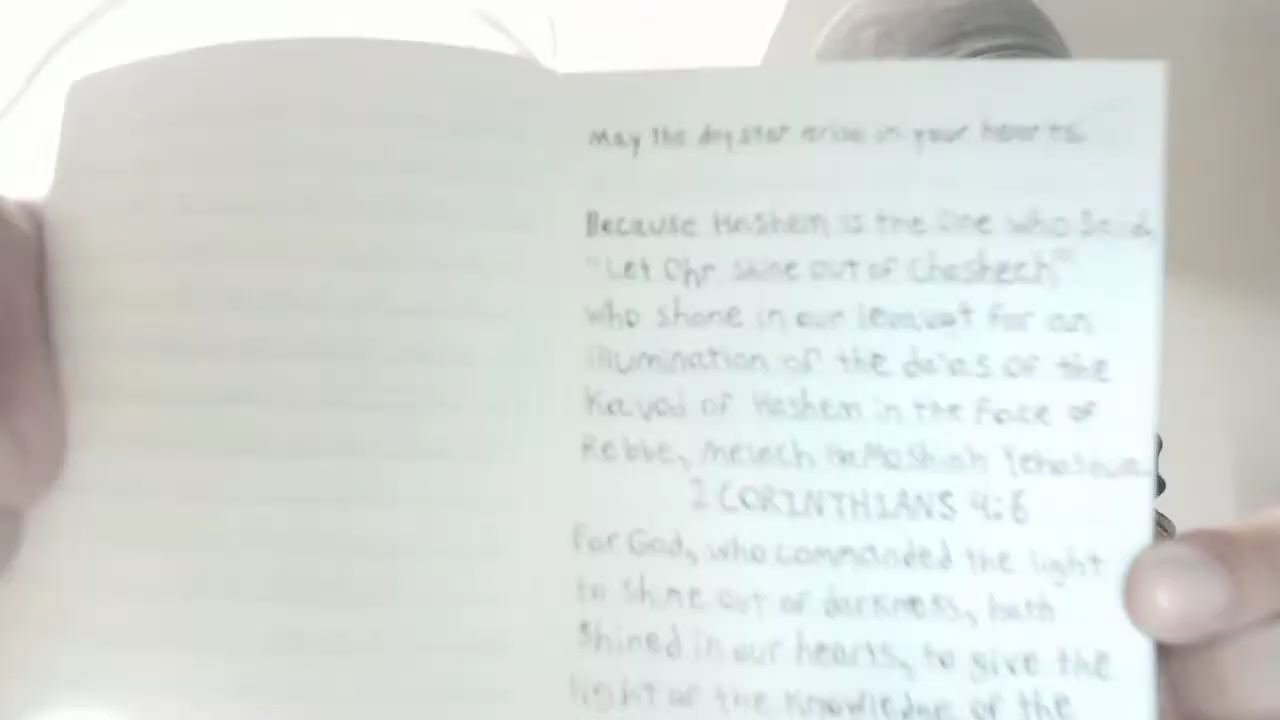 May the daystar arise in your hearts.
Because Hashem is the One who said,
"Let Ohr shine out of Choshech,"
who shone in our levavot for an
illumination of the da'as of the
Kavod of Hashem in the face of
Rebbe, Melech HaMoshiach Yehoshua.
2 CORINTHIANS 4:6
For God, who commanded the light
to shine out of darkness, hath
shined in our hearts, to give the
light of the knowledge of the